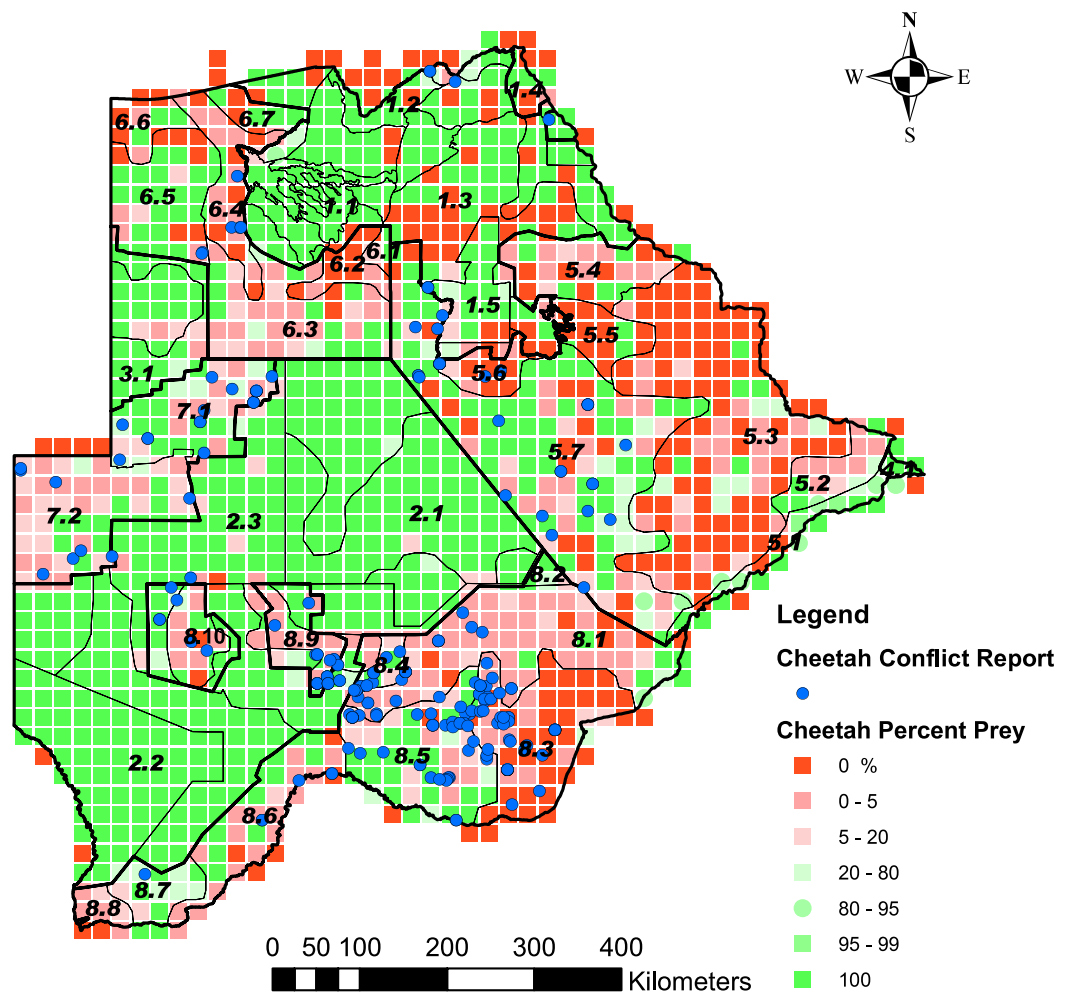 N
W E
S
1.4
1.2
6.6
6.7
6.5
6.4
1.1
1.3
6.1
6.2
5.4
1.5
6.3
5.5
3.1
5.6
7.1
5.3
5.7
4.1
5.2
7.2
2.3
2.1
5.1
8.2
8.10
8.9
8.1
8.4
8.5
8.3
2.2
8.6
8.7
8.8
Legend
Cheetah Conflict Report
Cheetah Percent Prey
0 %
0 - 5
5 - 20
20 - 80
80 - 95
95 - 99
100
0 50 100 200 300 400
Kilometers